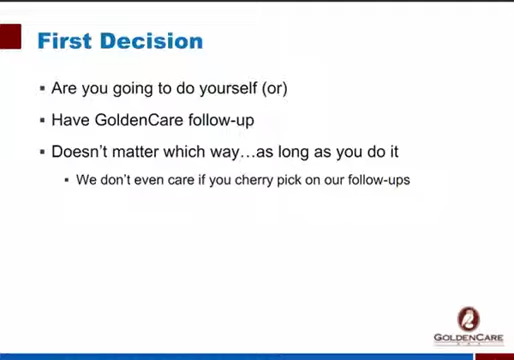 First Decision
Are you going to do yourself (or)
Have GoldenCare follow-up
Doesn't matter which way…as long as you do it
We don't even care if you cherry pick on our follow-ups
GOLDENCARE
USA